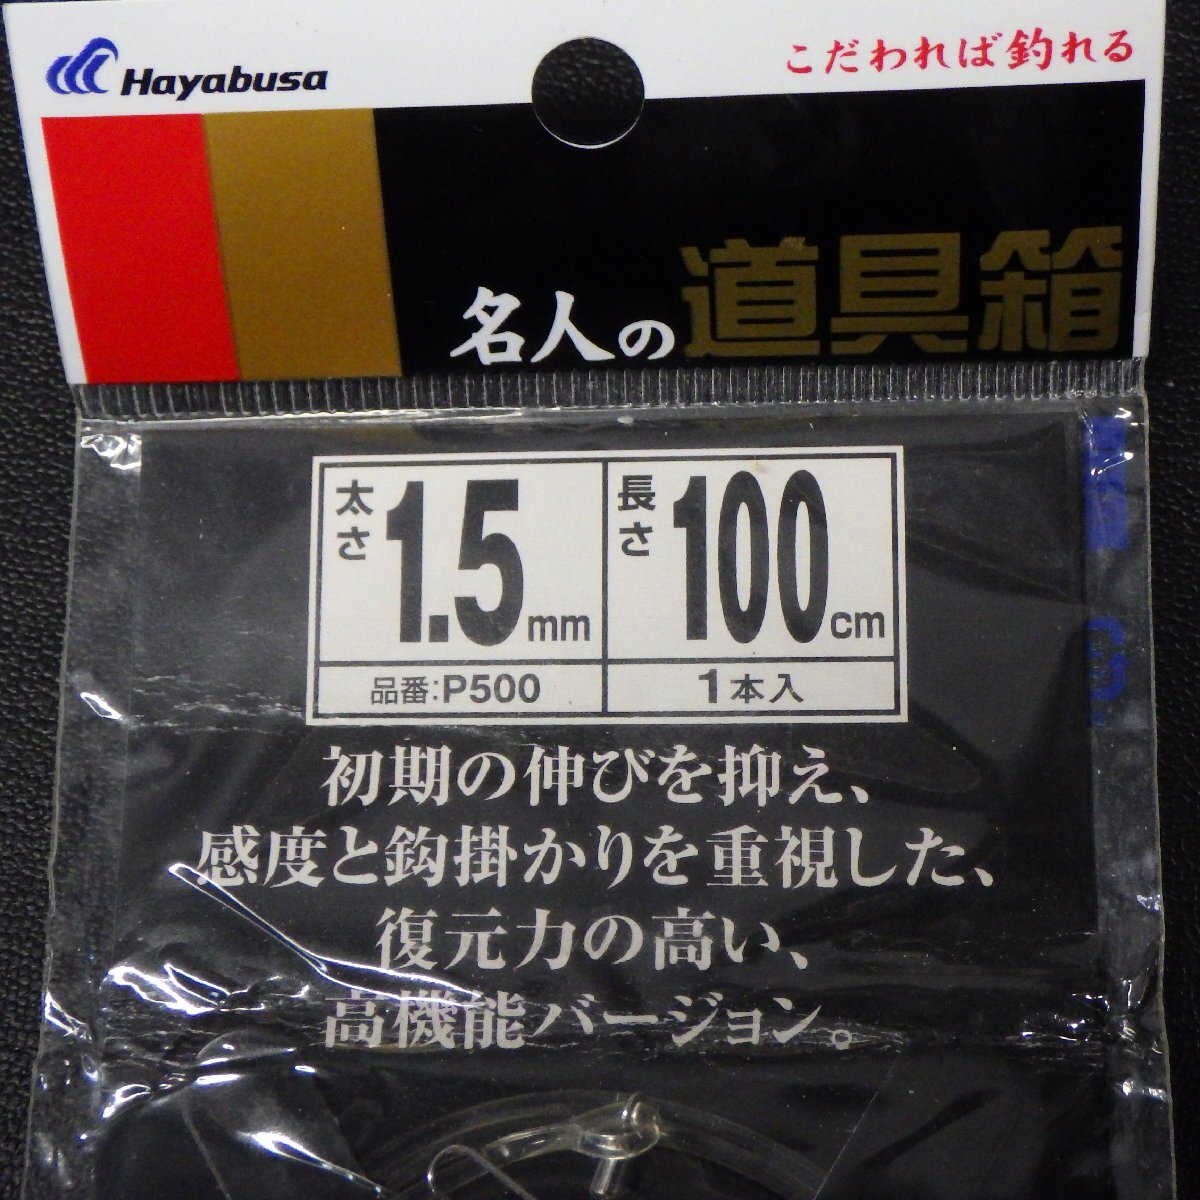 Hayabusa
こだわれば釣れる
名人の道具箱
太さ 1.5mm
長さ 100cm
品番:P500
1本入
初期の伸びを抑え、
感度と鈎掛かりを重視した、
復元力の高い、
高機能バージョン。